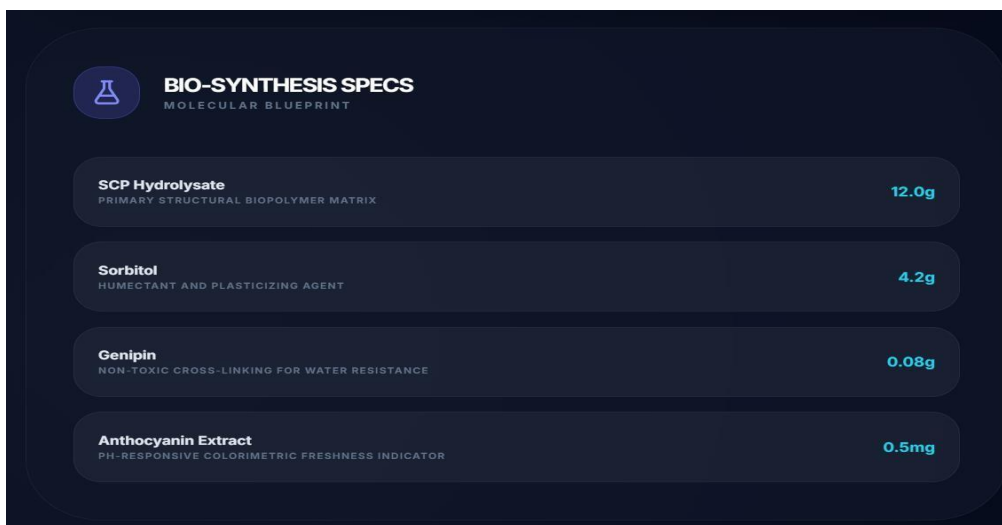 BIO-SYNTHESIS SPECS
MOLECULAR BLUEPRINT
SCP Hydrolysate
PRIMARY STRUCTURAL BIOPOLYMER MATRIX
12.0g
Sorbitol
HUMECTANT AND PLASTICIZING AGENT
4.2g
Genipin
NON-TOXIC CROSS-LINKING FOR WATER RESISTANCE
0.08g
Anthocyanin Extract
PH-RESPONSIVE COLORIMETRIC FRESHNESS INDICATOR
0.5mg